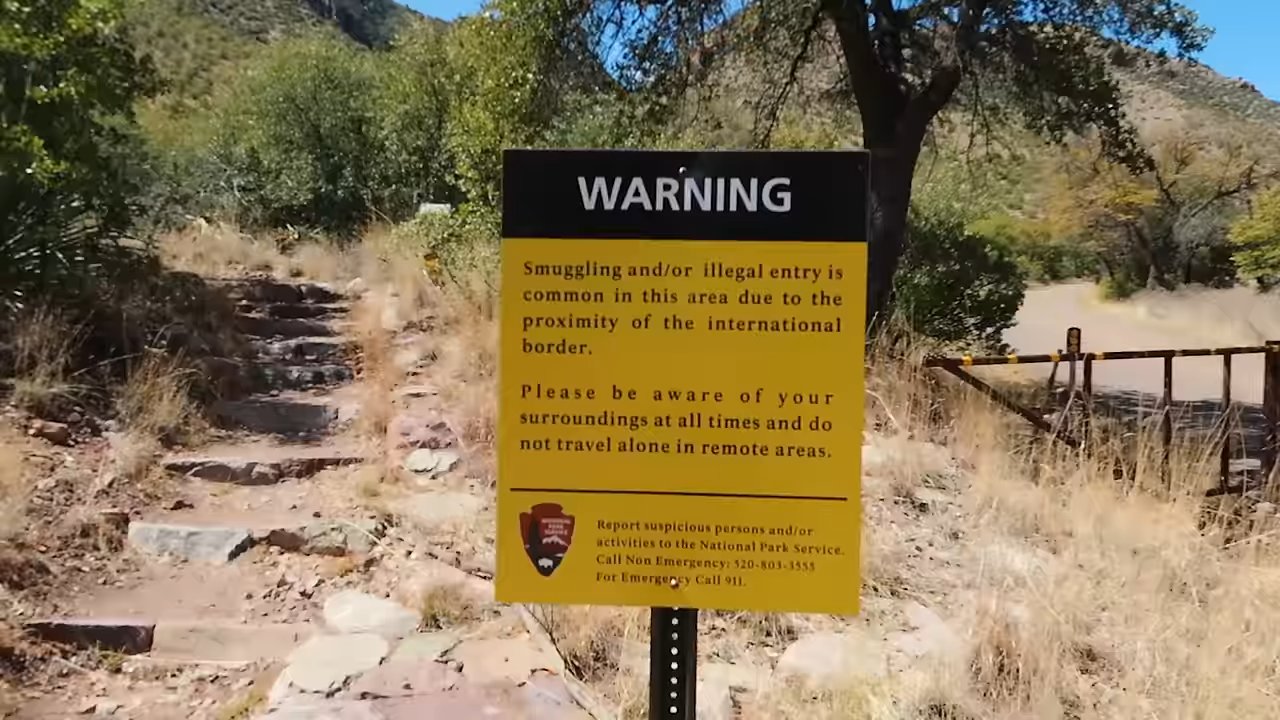 WARNING
Smuggling and/or illegal entry is
common in this area due to the
proximity of the international
border.
Please be aware of your
surroundings at all times and do
not travel alone in remote areas.
NATIONAL
PARK
SERVICE
Report suspicious persons and/or
activities to the National Park Service.
Call Non Emergency: 520-803-3555
For Emergency Call 911.